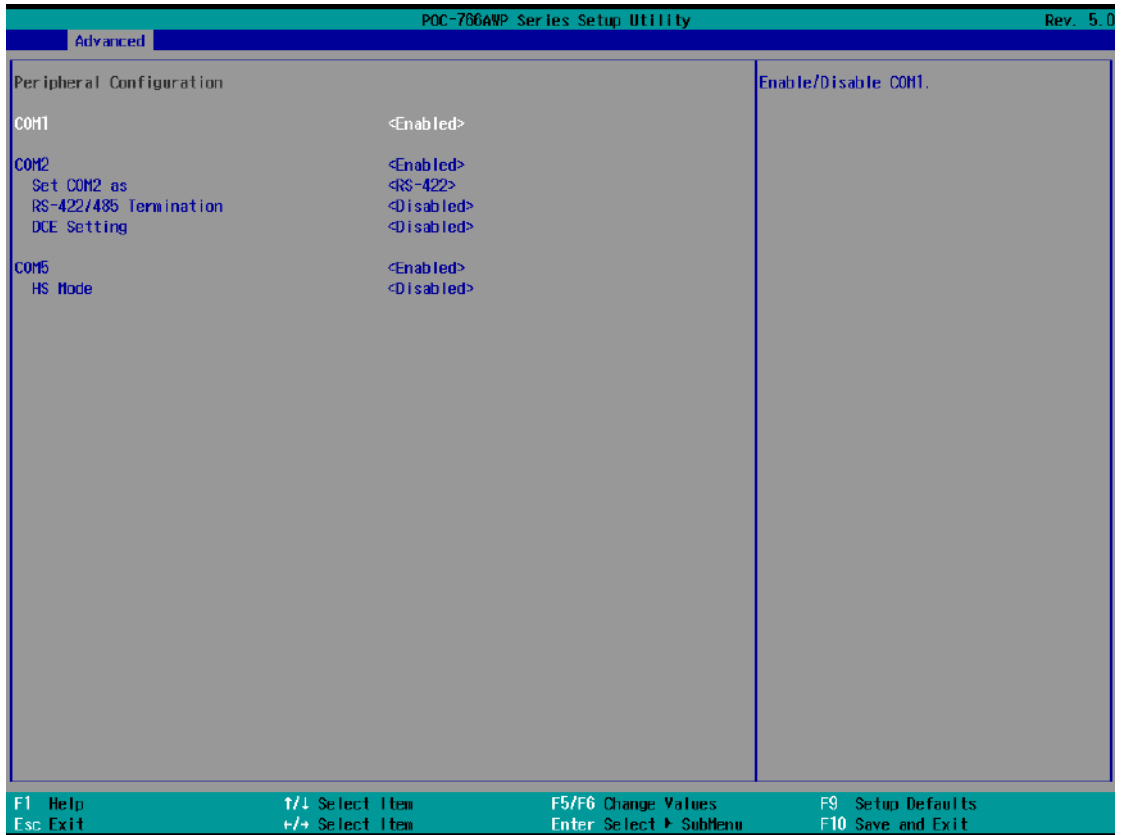 POC-766AWP Series Setup Utility Rev. 5.0
Advanced
Peripheral Configuration
Enable/Disable COM1.
COM1 <Enabled>
COM2 <Enabled>
Set COM2 as <RS-422>
RS-422/485 Termination <Disabled>
DCE Setting <Disabled>
COM5 <Enabled>
HS Mode <Disabled>
F1 Help ↑/↓ Select Item F5/F6 Change Values F9 Setup Defaults
Esc Exit ←/→ Select Item Enter Select ► SubMenu F10 Save and Exit